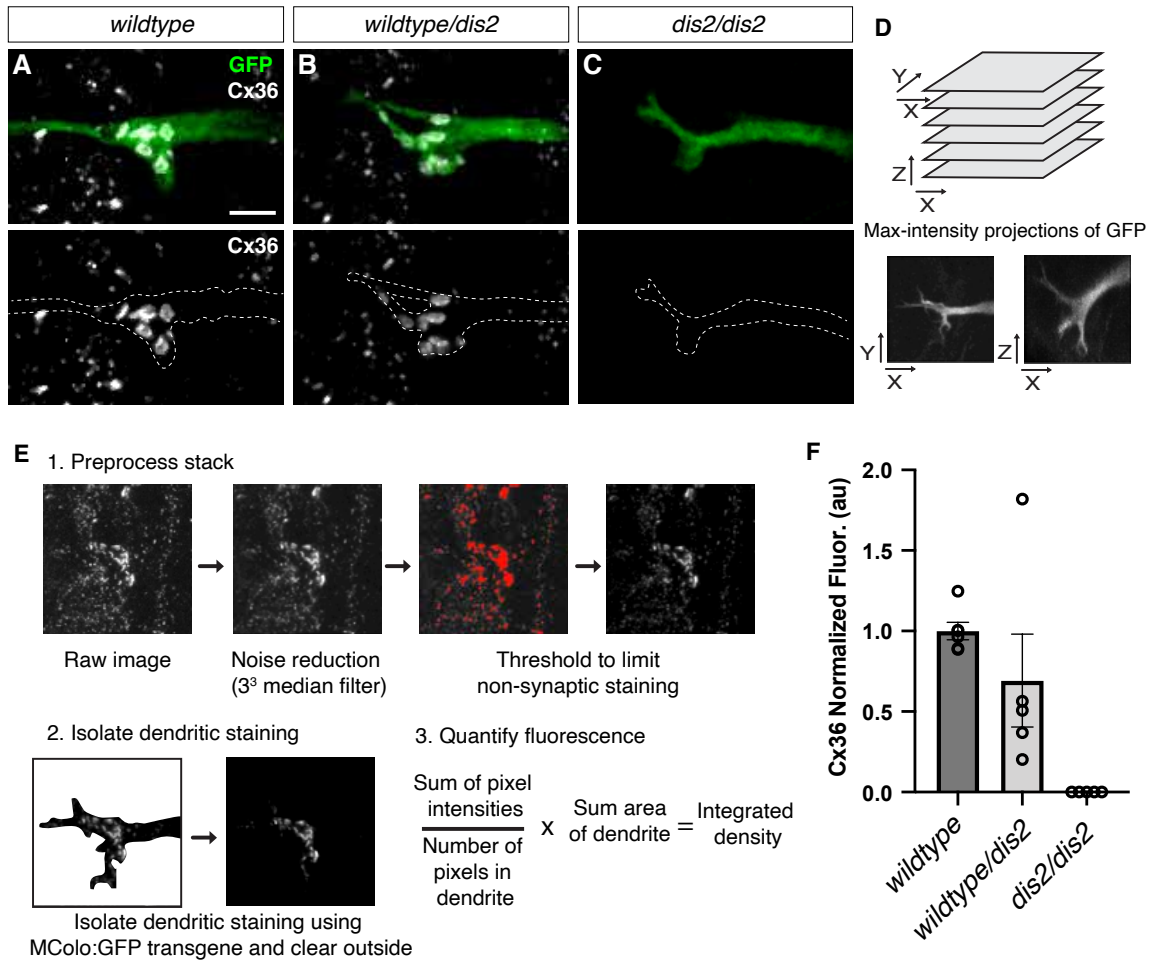 wildtype
wildtype/dis2
dis2/dis2
A
GFP
Cx36
B
C
Cx36
D
Y
X
Z
X
Max-intensity projections of GFP
Y
X
Z
X
E
1. Preprocess stack
Raw image
Noise reduction
(3³ median filter)
Threshold to limit
non-synaptic staining
2. Isolate dendritic staining
Isolate dendritic staining using
MColo:GFP transgene and clear outside
3. Quantify fluorescence
Sum of pixel
intensities
Number of
pixels in
dendrite
x
Sum area
of dendrite
=
Integrated
density
F
Cx36 Normalized Fluor. (au)
2.0
1.5
1.0
0.5
0.0
wildtype
wildtype/dis2
dis2/dis2